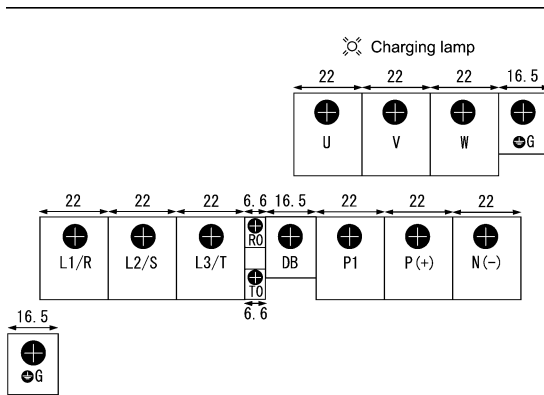 Charging lamp
22 22 22 16.5
U V W G
22 22 22 6.6 16.5 22 22 22
L1/R L2/S L3/T R0 DB P1 P(+) N(-)
T0
6.6
16.5
G